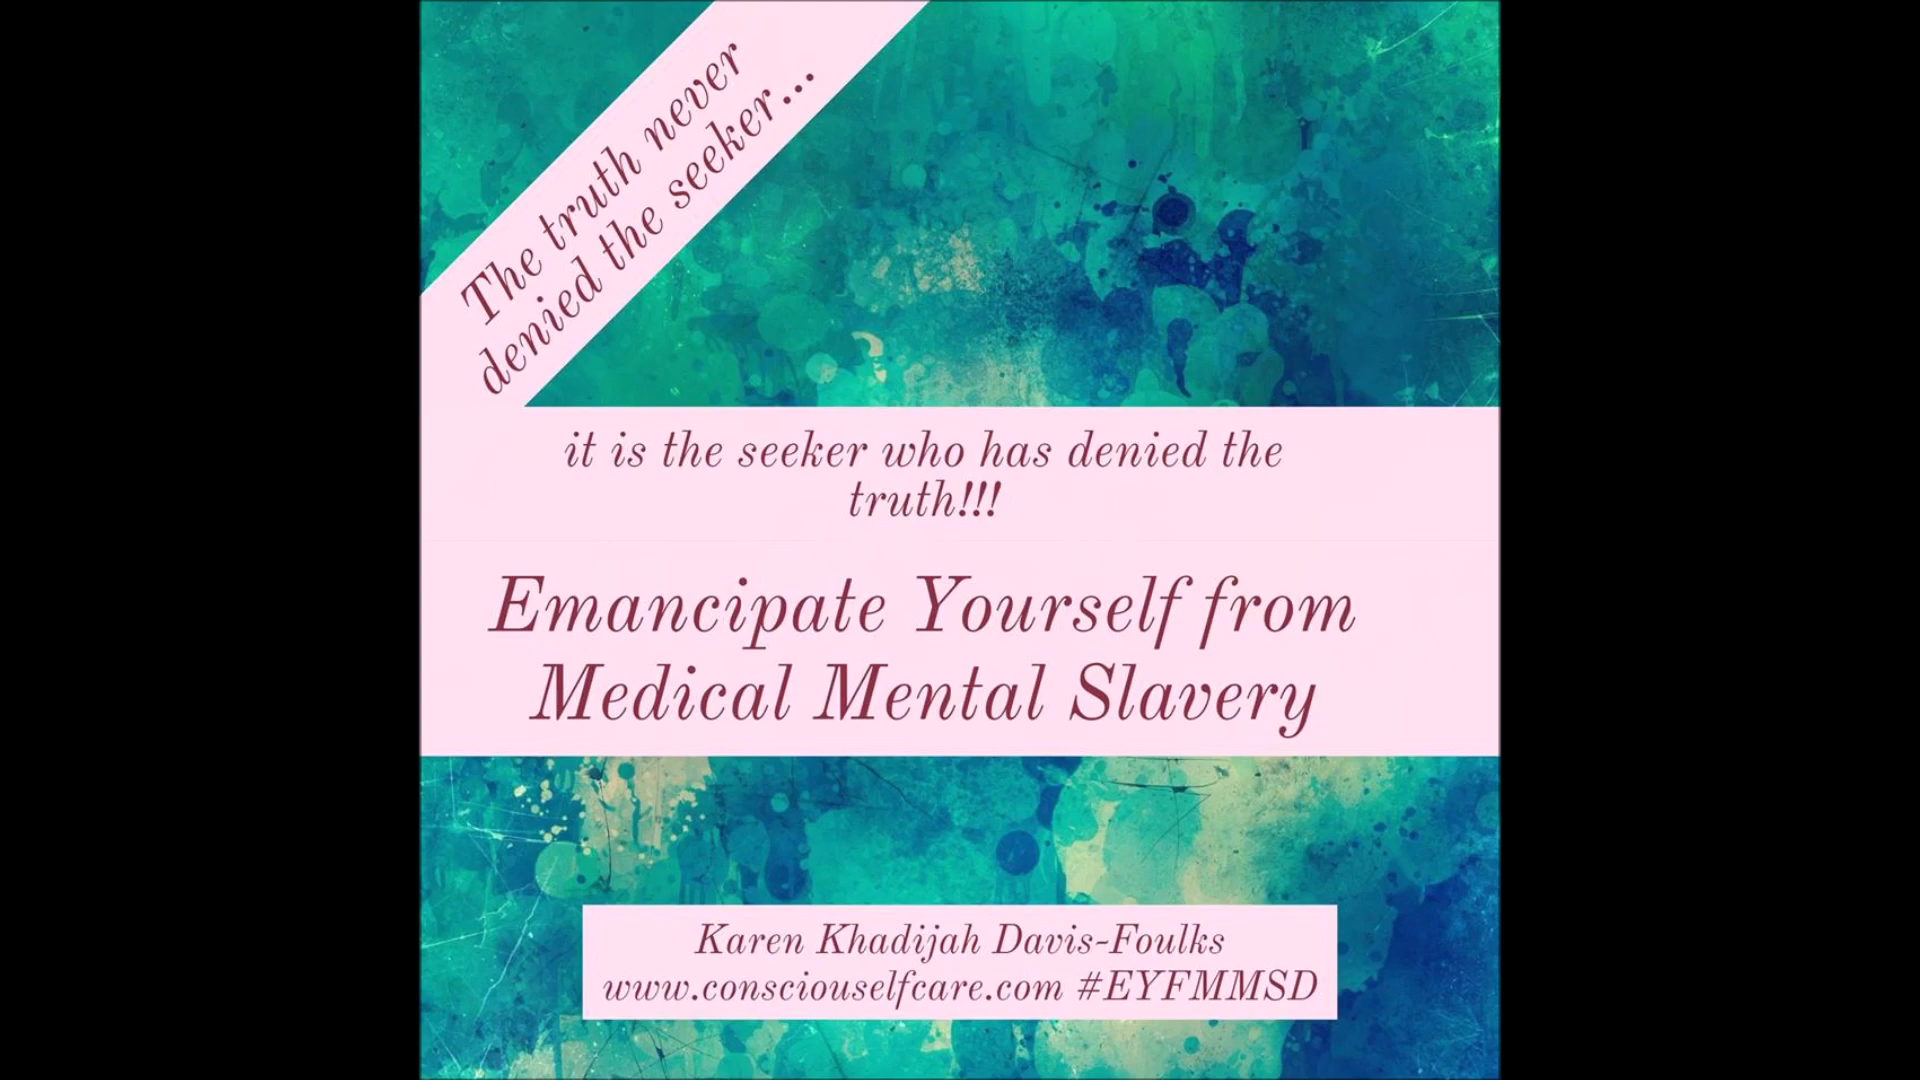 The truth never
denied the seeker...
it is the seeker who has denied the
truth!!!
Emancipate Yourself from
Medical Mental Slavery
Karen Khadijah Davis-Foulks
www.consciouselfcare.com #EYFMMSD